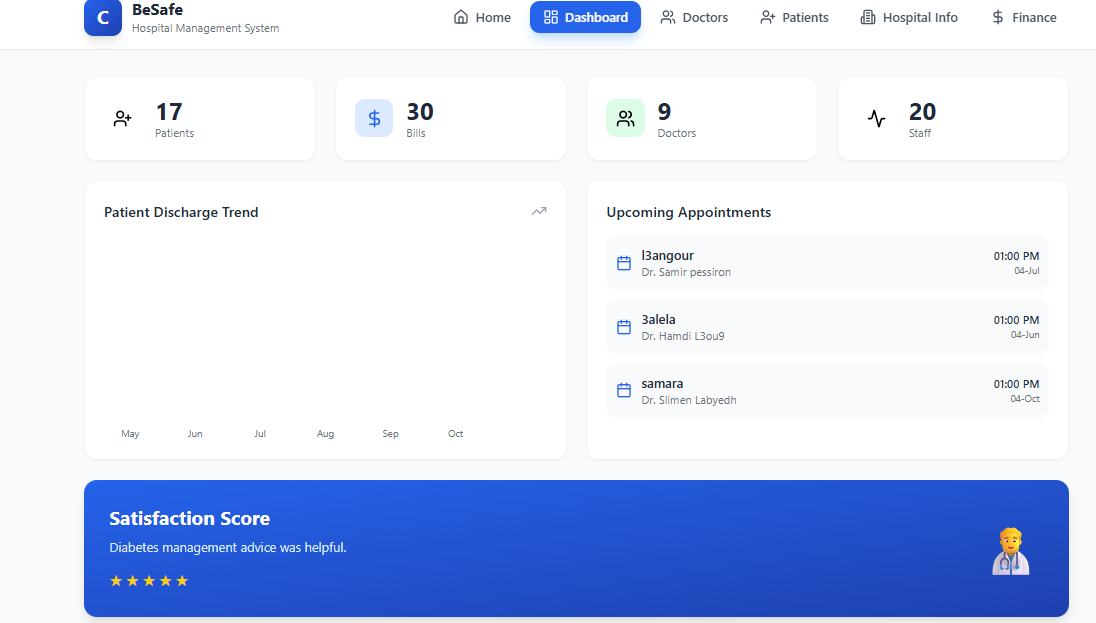 C
BeSafe
Hospital Management System
Home
Dashboard
Doctors
Patients
Hospital Info
Finance
17
Patients
30
Bills
9
Doctors
20
Staff
Patient Discharge Trend
May Jun Jul Aug Sep Oct
Upcoming Appointments
l3angour
Dr. Samir pessiron
01:00 PM
04-Jul
3alela
Dr. Hamdi L3ou9
01:00 PM
04-Jun
samara
Dr. Slimen Labyedh
01:00 PM
04-Oct
Satisfaction Score
Diabetes management advice was helpful.